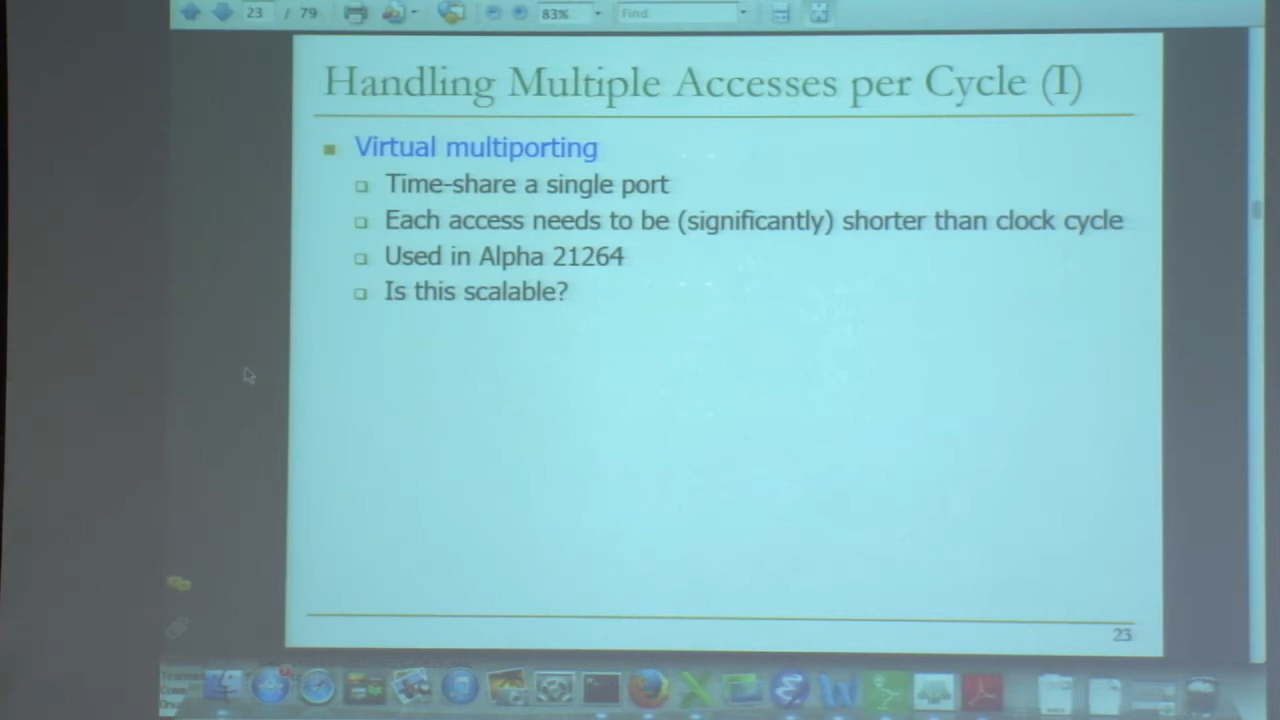 23 / 79
83%
Find
Handling Multiple Accesses per Cycle (I)
Virtual multiporting
Time-share a single port
Each access needs to be (significantly) shorter than clock cycle
Used in Alpha 21264
Is this scalable?
23